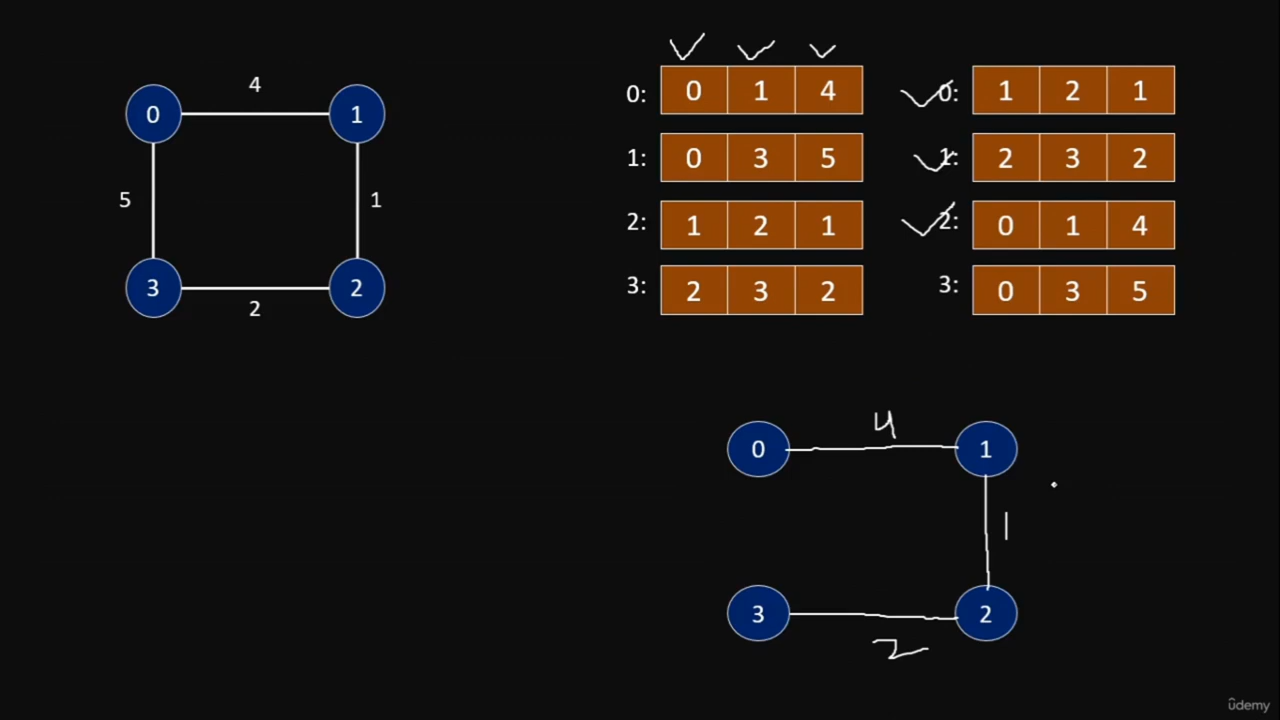 4
0 1
5 1
3 2
2
0: 0 1 4
1: 0 3 5
2: 1 2 1
3: 2 3 2
0: 1 2 1
1: 2 3 2
2: 0 1 4
3: 0 3 5
4
0 1
1
3 2
2
ûdemy